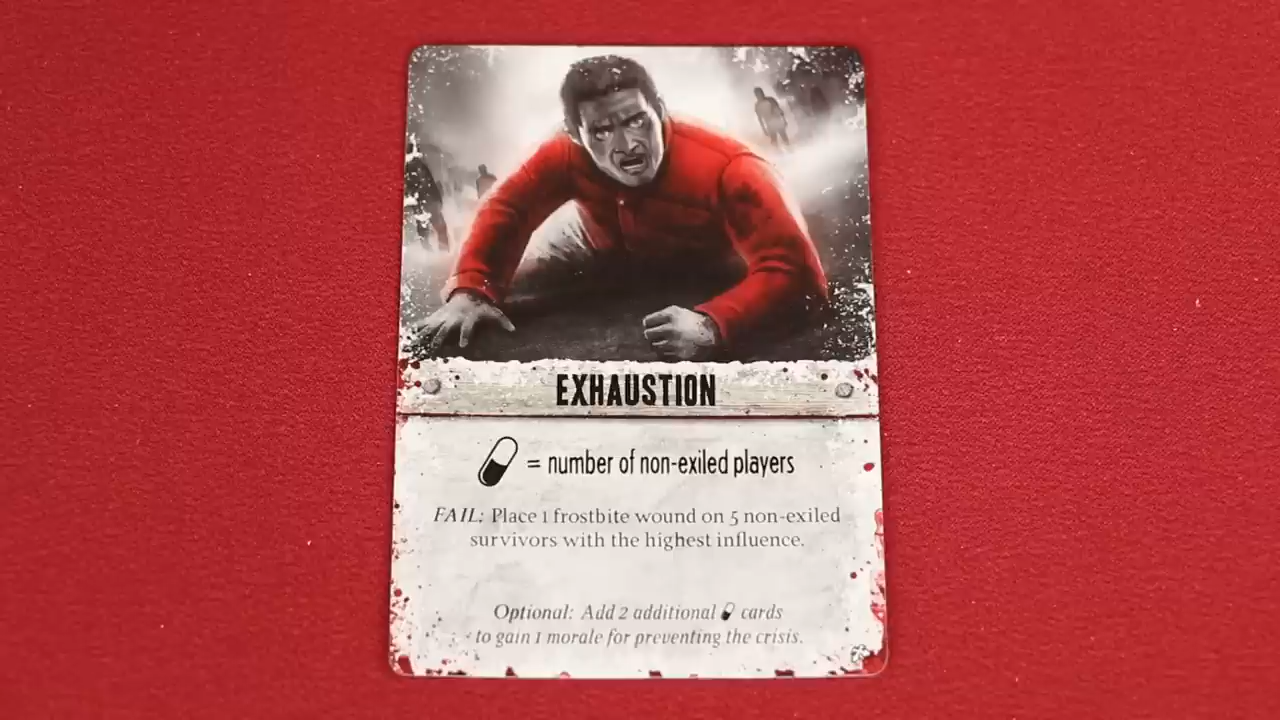 EXHAUSTION
= number of non-exiled players
FAIL: Place 1 frostbite wound on 5 non-exiled
survivors with the highest influence.
Optional: Add 2 additional cards
to gain 1 morale for preventing the crisis.